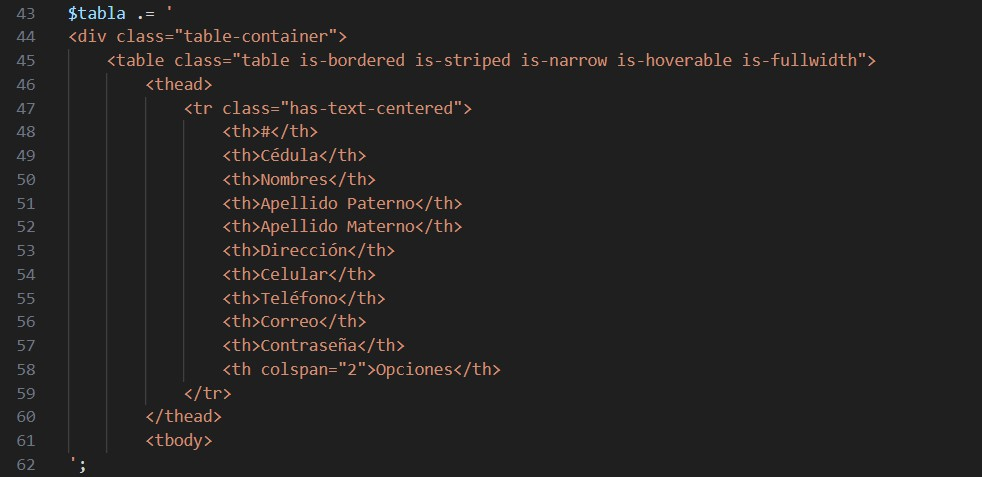 43 $tabla .= '
44 <div class="table-container">
45     <table class="table is-bordered is-striped is-narrow is-hoverable is-fullwidth">
46         <thead>
47             <tr class="has-text-centered">
48                 <th>#</th>
49                 <th>Cédula</th>
50                 <th>Nombres</th>
51                 <th>Apellido Paterno</th>
52                 <th>Apellido Materno</th>
53                 <th>Dirección</th>
54                 <th>Celular</th>
55                 <th>Teléfono</th>
56                 <th>Correo</th>
57                 <th>Contraseña</th>
58                 <th colspan="2">Opciones</th>
59             </tr>
60         </thead>
61         <tbody>
62 ';